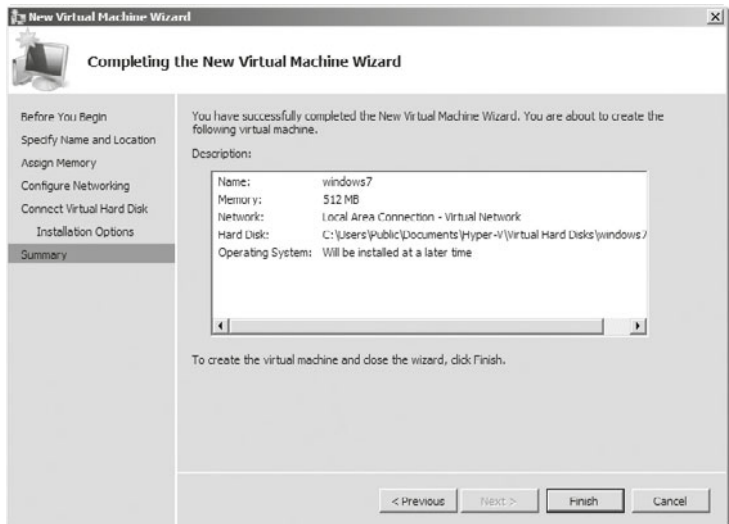 New Virtual Machine Wizard
Completing the New Virtual Machine Wizard
Before You Begin
Specify Name and Location
Assign Memory
Configure Networking
Connect Virtual Hard Disk
Installation Options
Summary
You have successfully completed the New Virtual Machine Wizard. You are about to create the
following virtual machine.
Description:
Name: windows7
Memory: 512 MB
Network: Local Area Connection - Virtual Network
Hard Disk: C:\Users\Public\Documents\Hyper-V\Virtual Hard Disks\windows7
Operating System: Will be installed at a later time
To create the virtual machine and close the wizard, click Finish.
< Previous
Next >
Finish
Cancel